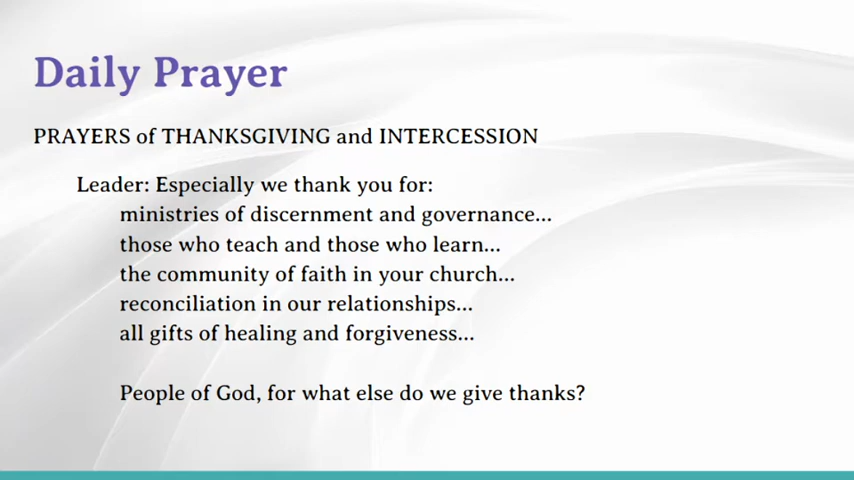 Daily Prayer
PRAYERS of THANKSGIVING and INTERCESSION
Leader: Especially we thank you for:
ministries of discernment and governance...
those who teach and those who learn...
the community of faith in your church...
reconciliation in our relationships...
all gifts of healing and forgiveness...
People of God, for what else do we give thanks?